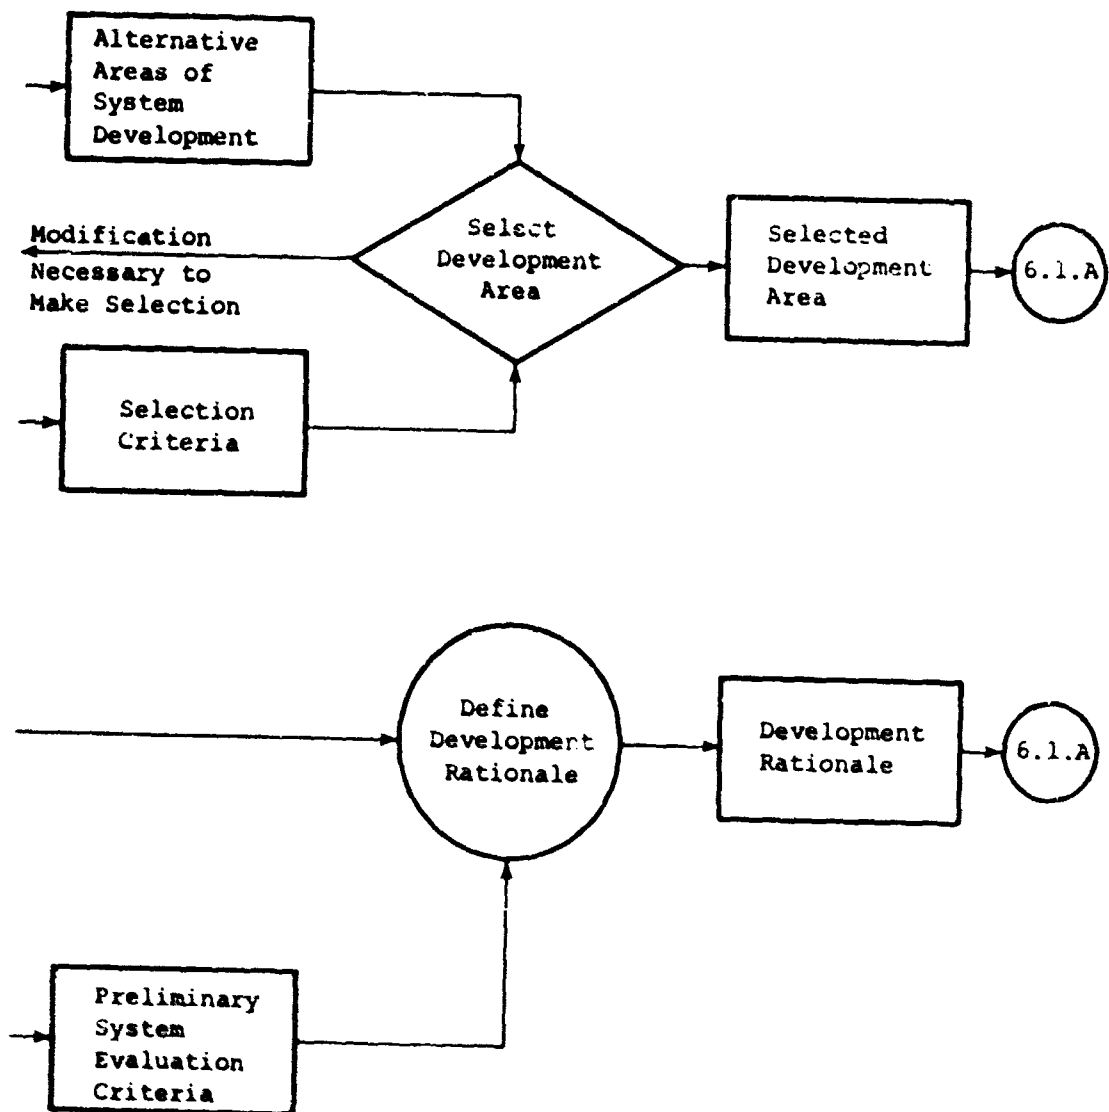 Alternative
Areas of
System
Development
Modification
Necessary to
Make Selection
Select
Development
Area
Selected
Development
Area
6.1.A
Selection
Criteria
Define
Development
Rationale
Development
Rationale
6.1.A
Preliminary
System
Evaluation
Criteria